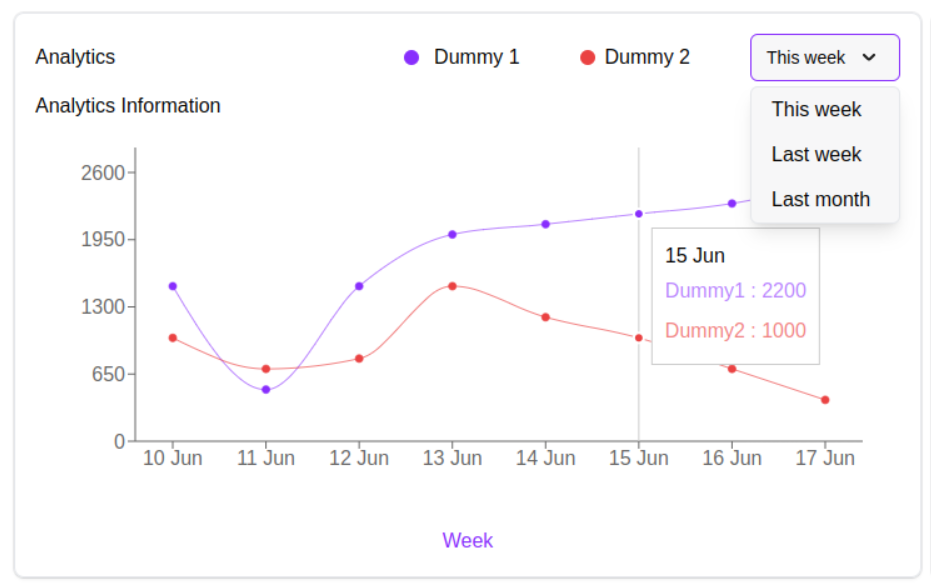 Analytics
Dummy 1
Dummy 2
This week
Analytics Information
This week
Last week
Last month
2600
1950
1300
650
0
15 Jun
Dummy1 : 2200
Dummy2 : 1000
10 Jun
11 Jun
12 Jun
13 Jun
14 Jun
15 Jun
16 Jun
17 Jun
Week